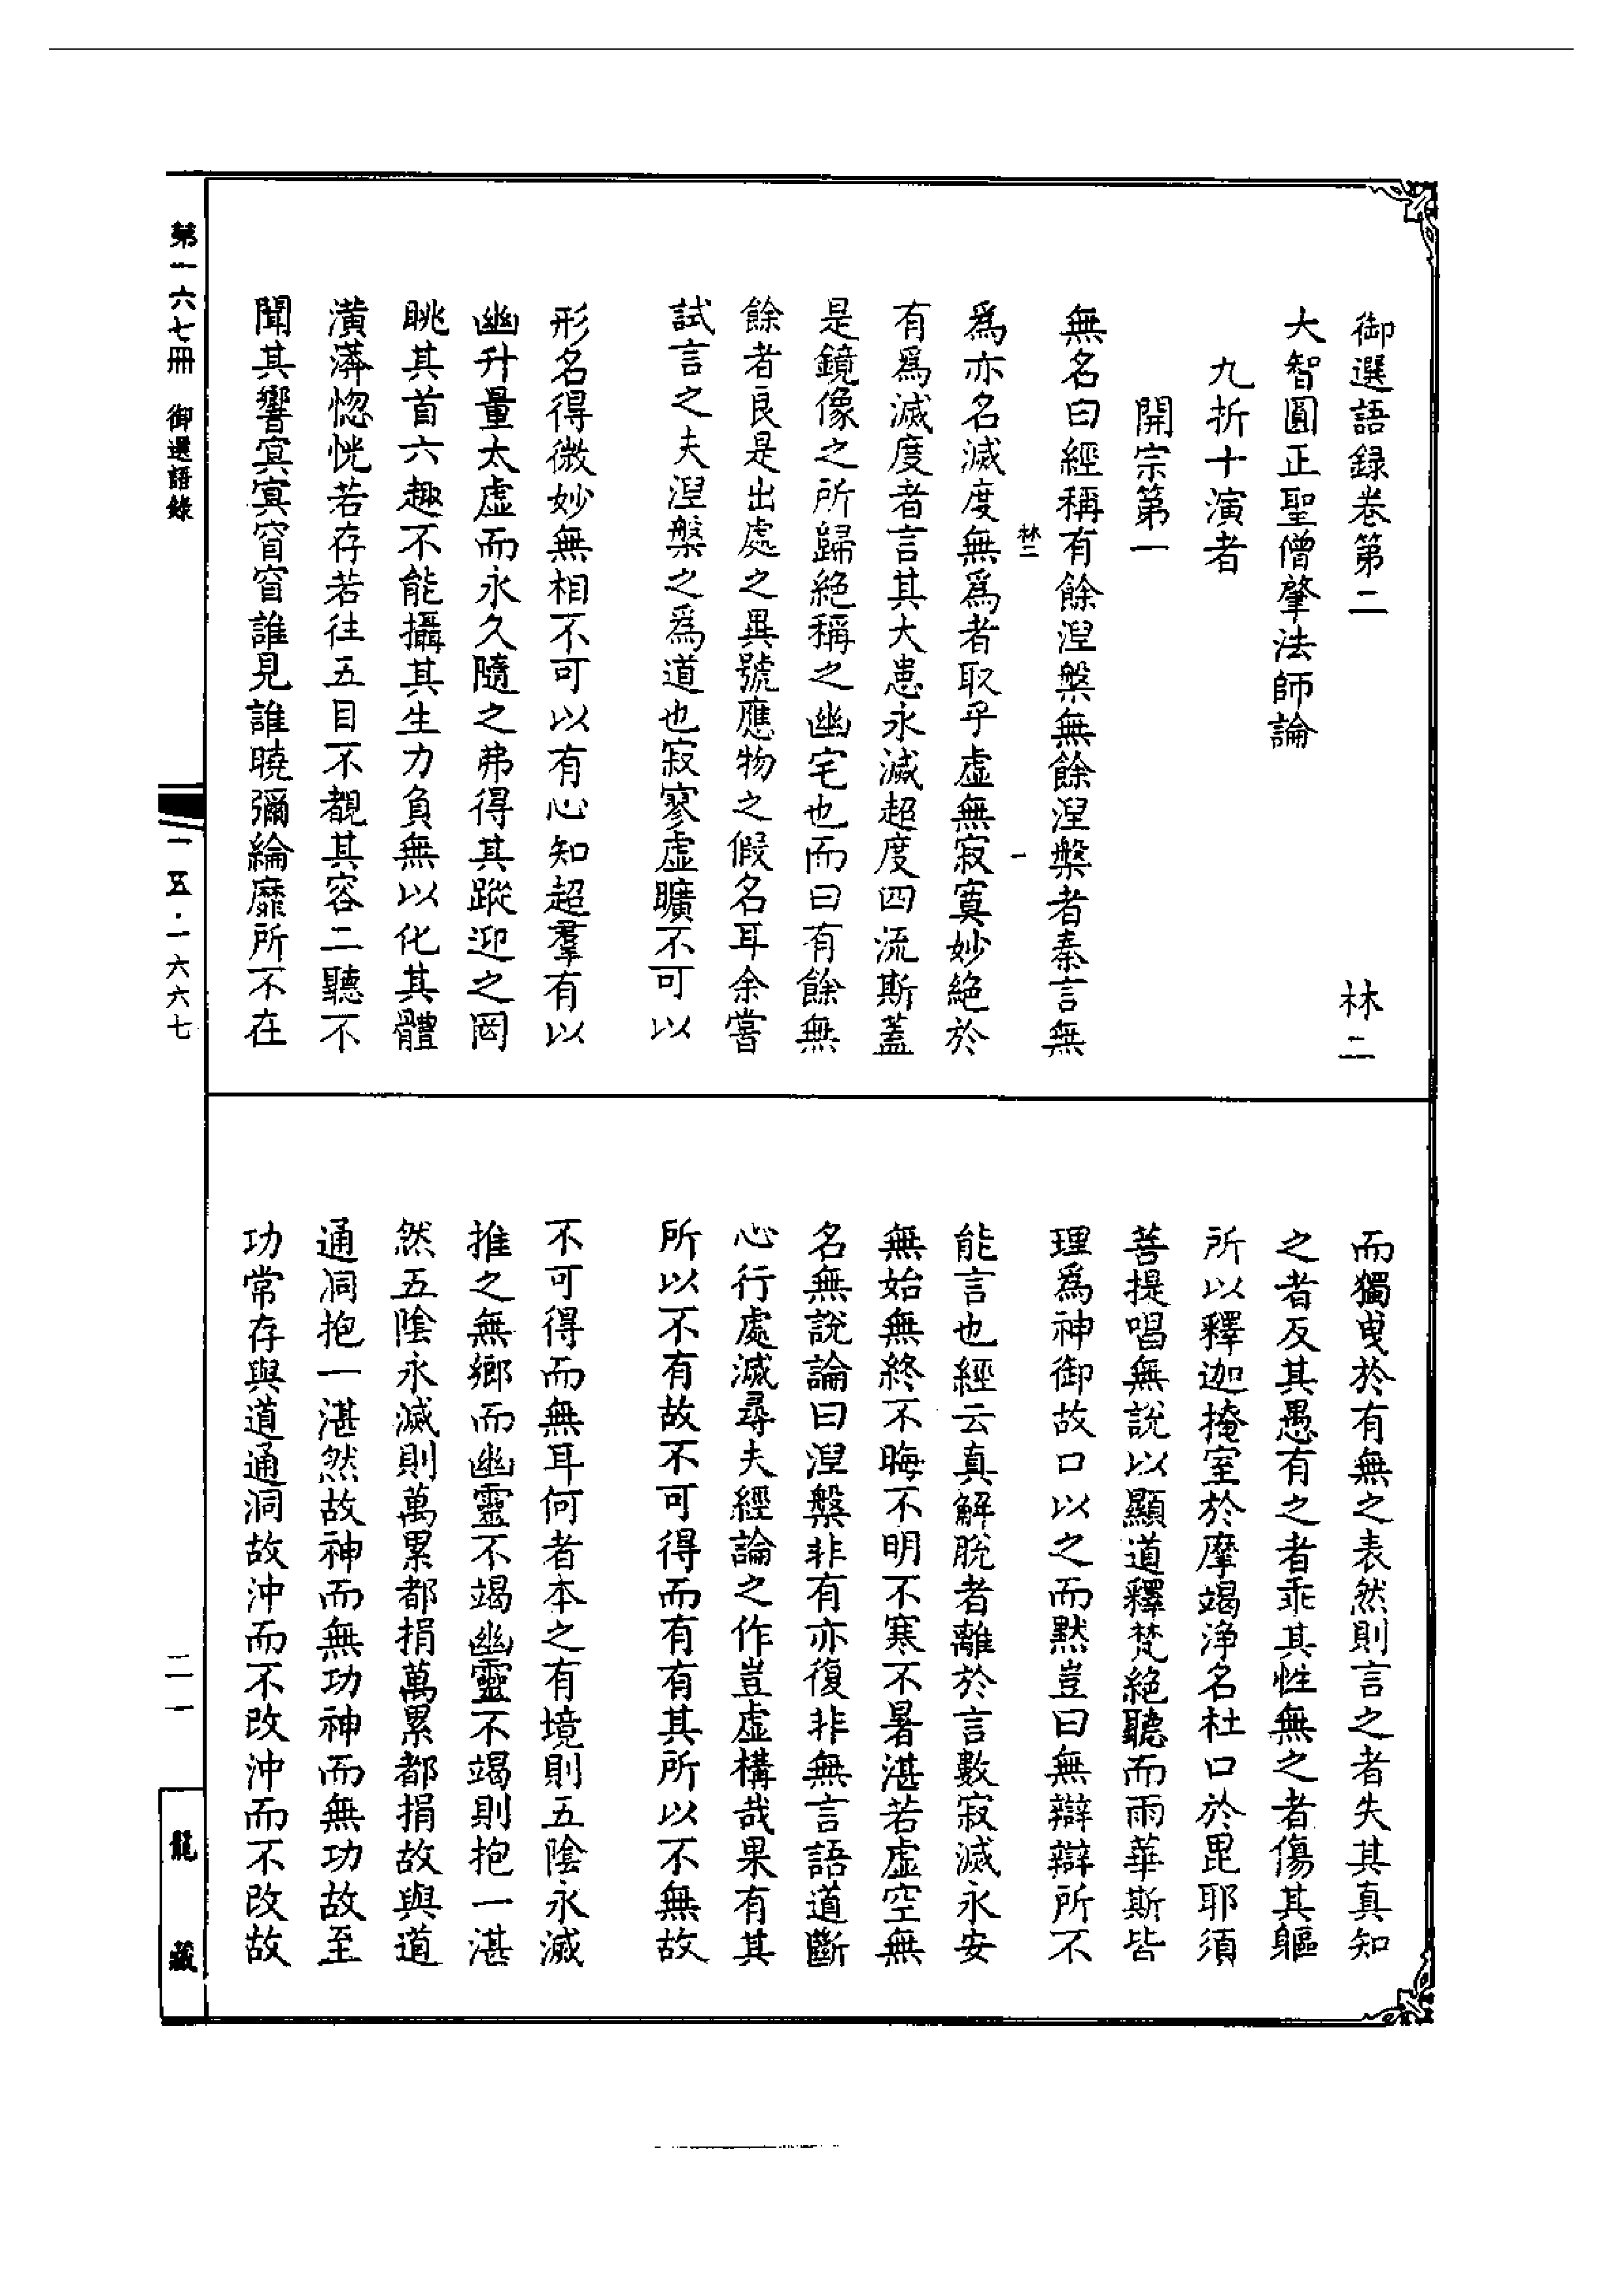 御選語録卷第二　林二
大智圓正聖僧肇法師論
九折十演者
開宗第一
無名曰經稱有餘涅槃無餘涅槃者秦言無
林二　一
爲亦名滅度無爲者取乎虛無寂寞妙絶於
有爲滅度者言其大患永滅超度四流斯蓋
是鏡像之所歸絶稱之幽宅也而曰有餘無
餘者良是出處之異號應物之假名耳余嘗
試言之夫涅槃之爲道也寂寥虛曠不可以
形名得微妙無相不可以有心知超羣有以
幽升量太虛而永久隨之弗得其蹤迎之罔
眺其首六趣不能攝其生力負無以化其體
潢漭惚恍若存若往五目不覩其容二聽不
聞其響冥冥窅窅誰見誰曉彌綸靡所不在
而獨曳於有無之表然則言之者失其真知
之者反其愚有之者乖其性無之者傷其軀
所以釋迦掩室於摩竭淨名杜口於毘耶須
菩提唱無說以顯道釋梵絶聽而雨華斯皆
理爲神御故口以之而默豈曰無辯辯所不
能言也經云真解脫者離於言數寂滅永安
無始無終不晦不明不寒不暑湛若虛空無
名無說論曰涅槃非有亦復非無言語道斷
心行處滅尋夫經論之作豈虛構哉果有其
所以不有故不可得而有有其所以不無故
不可得而無耳何者本之有境則五陰永滅
推之無鄉而幽靈不竭幽靈不竭則抱一湛
然五陰永滅則萬累都捐萬累都捐故與道
通洞抱一湛然故神而無功神而無功故至
功常存與道通洞故沖而不改沖而不改故
第一六七冊　御選語錄
一五·一六六七
二一
龍藏